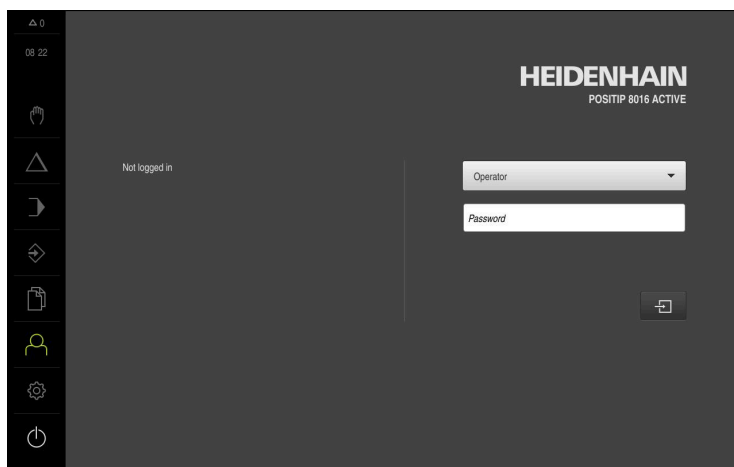 0
08 22
HEIDENHAIN
POSITIP 8016 ACTIVE
Not logged in
Operator
Password